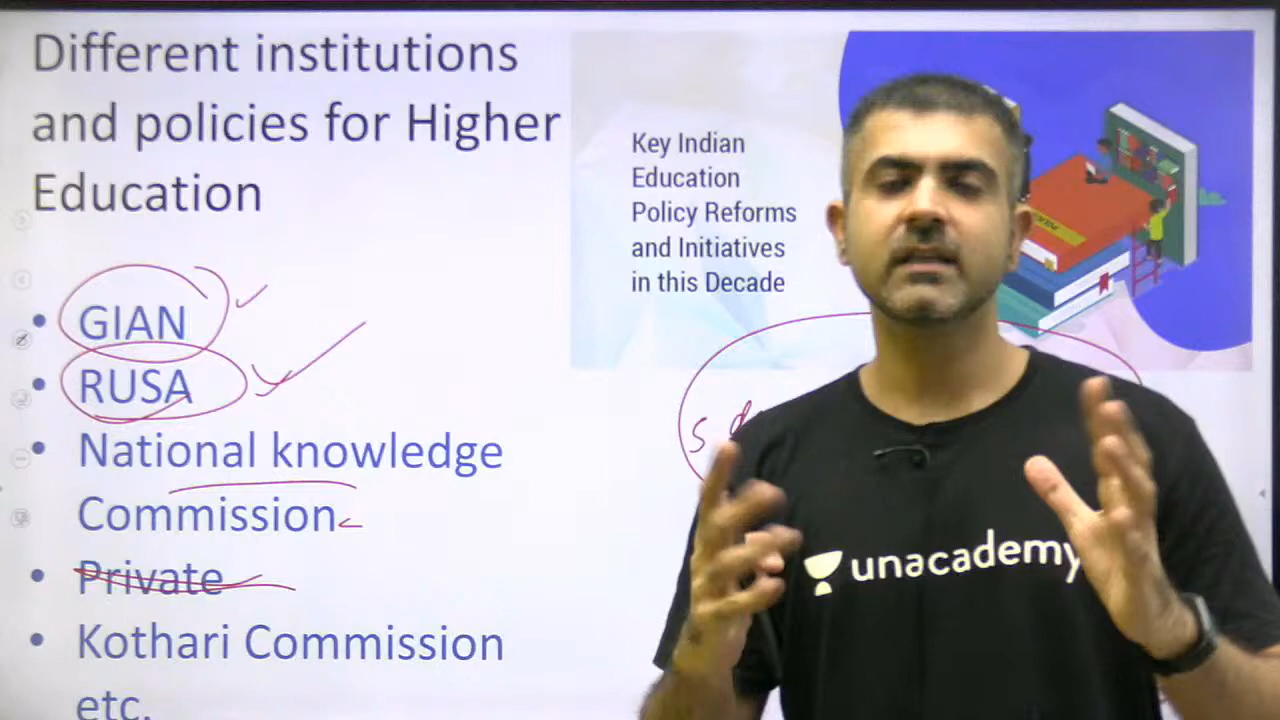 Different institutions
and policies for Higher
Education
• GIAN
• RUSA
• National knowledge
Commission
• Private
• Kothari Commission
etc.
Key Indian
Education
Policy Reforms
and Initiatives
in this Decade
unacademy